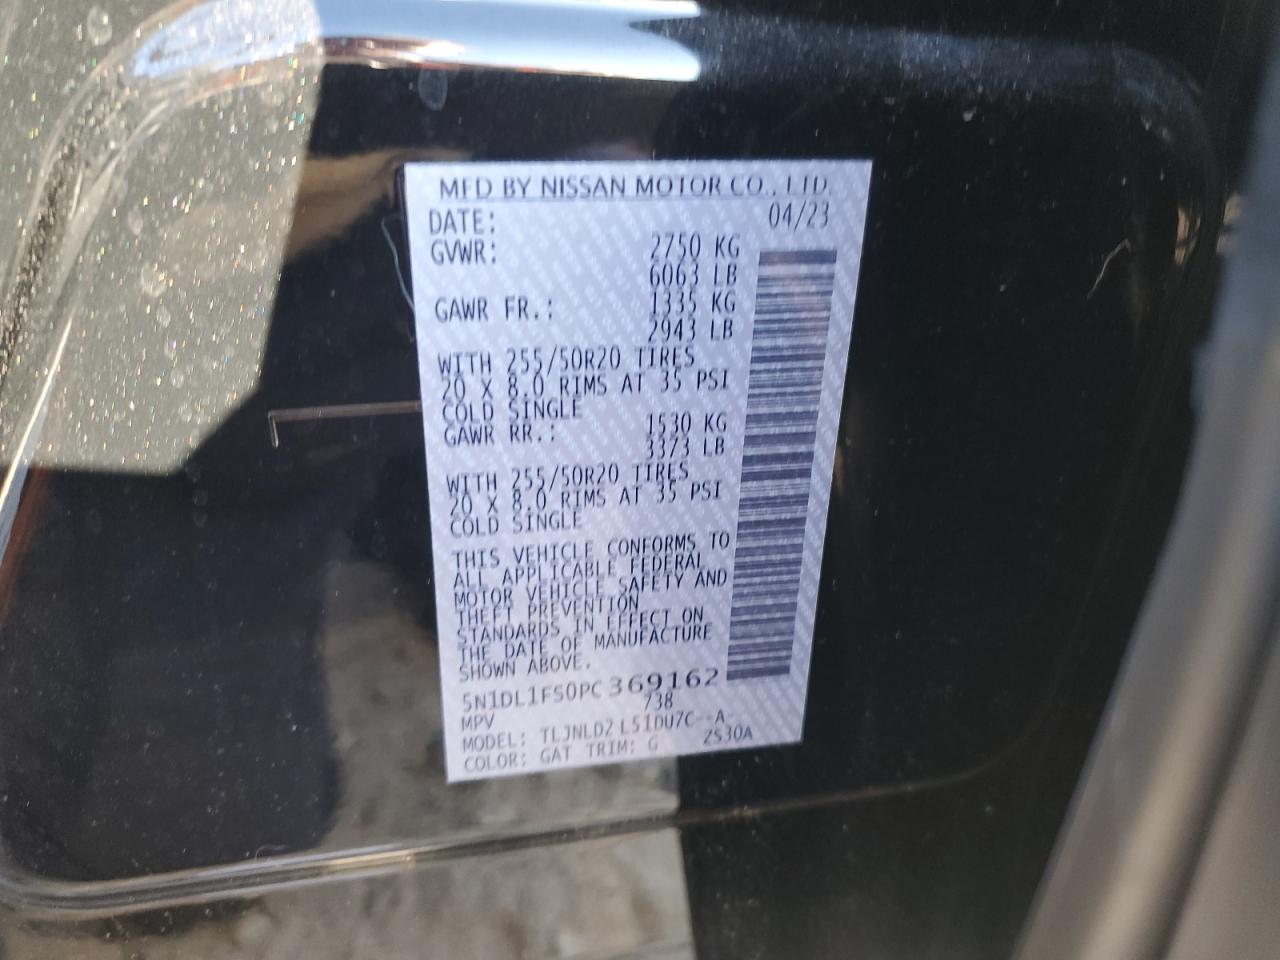 MFD BY NISSAN MOTOR CO., LTD.
DATE: 04/23
GVWR: 2750 KG
6063 LB
GAWR FR.: 1335 KG
2943 LB
WITH 255/50R20 TIRES
20 X 8.0 RIMS AT 35 PSI
COLD SINGLE
GAWR RR.: 1530 KG
3373 LB
WITH 255/50R20 TIRES
20 X 8.0 RIMS AT 35 PSI
COLD SINGLE
THIS VEHICLE CONFORMS TO
ALL APPLICABLE FEDERAL
MOTOR VEHICLE SAFETY AND
THEFT PREVENTION
STANDARDS IN EFFECT ON
THE DATE OF MANUFACTURE
SHOWN ABOVE.
5N1DL1FS0PC369162
MPV 738
MODEL: TLJNLD2 L51DU7C--A
COLOR: GAT TRIM: G ZS30A